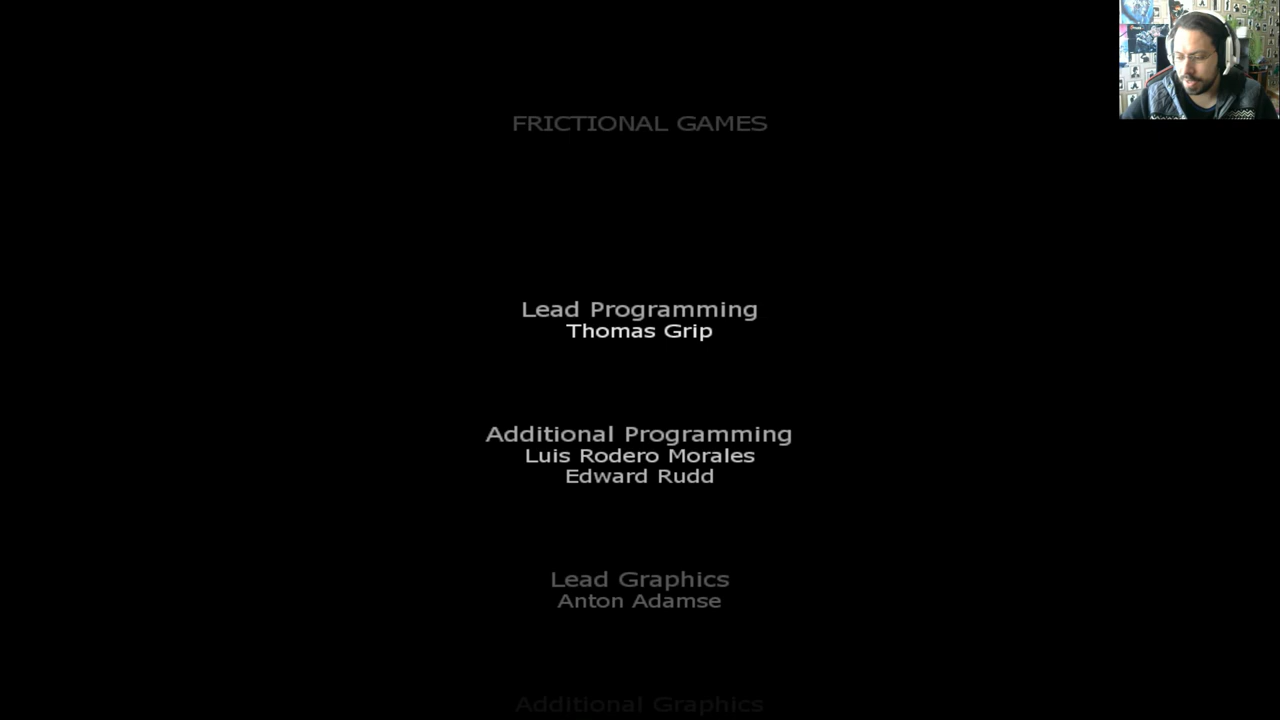 FRICTIONAL GAMES
Lead Programming
Thomas Grip
Additional Programming
Luis Rodero Morales
Edward Rudd
Lead Graphics
Anton Adamse
Additional Graphics